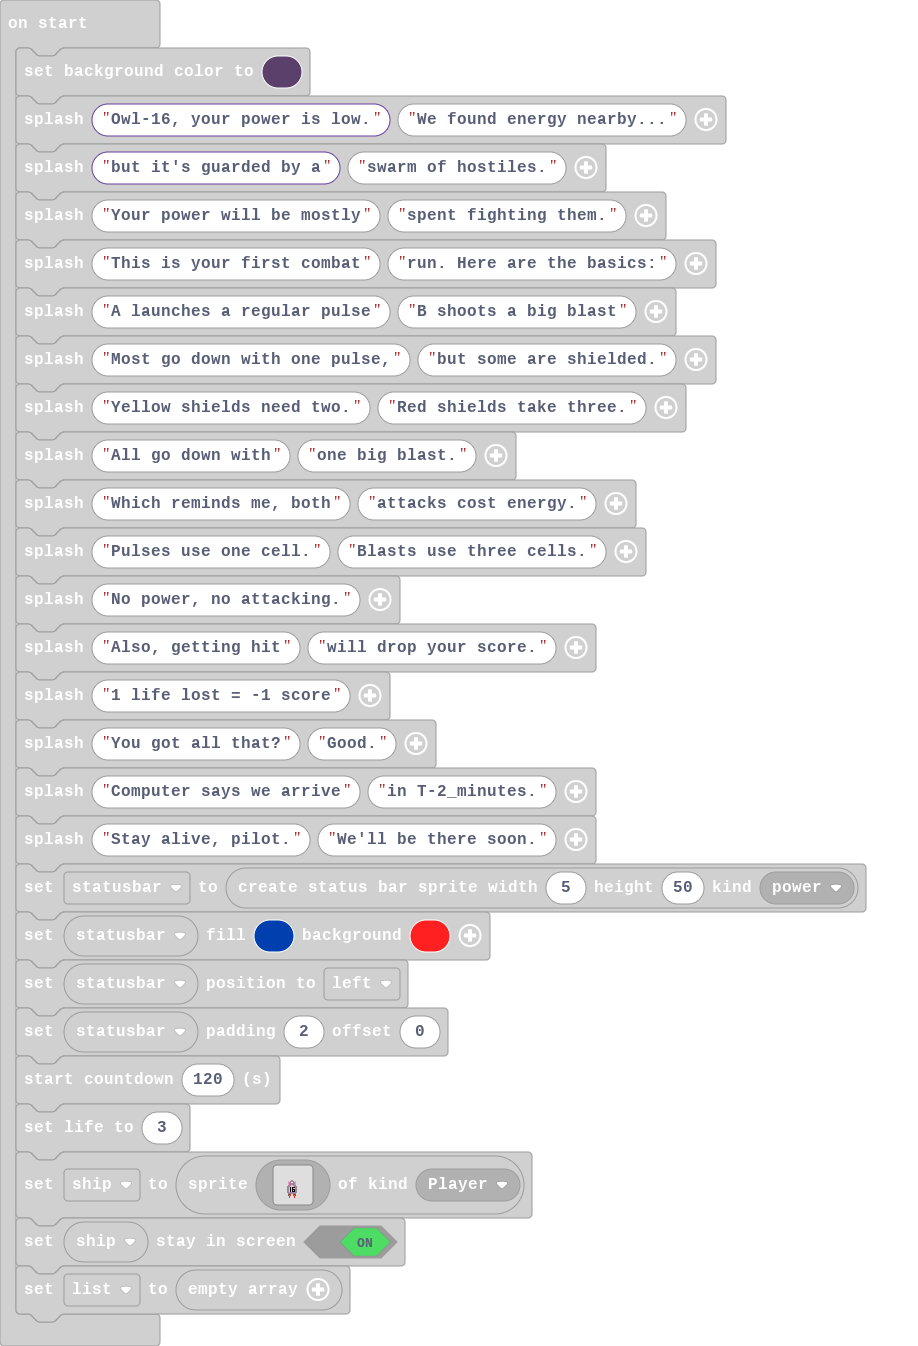 on start
set background color to
splash "Owl-16, your power is low." "We found energy nearby..."
splash "but it's guarded by a" "swarm of hostiles."
splash "Your power will be mostly" "spent fighting them."
splash "This is your first combat" "run. Here are the basics:"
splash "A launches a regular pulse" "B shoots a big blast"
splash "Most go down with one pulse," "but some are shielded."
splash "Yellow shields need two." "Red shields take three."
splash "All go down with" "one big blast."
splash "Which reminds me, both" "attacks cost energy."
splash "Pulses use one cell." "Blasts use three cells."
splash "No power, no attacking."
splash "Also, getting hit" "will drop your score."
splash "1 life lost = -1 score"
splash "You got all that?" "Good."
splash "Computer says we arrive" "in T-2_minutes."
splash "Stay alive, pilot." "We'll be there soon."
set statusbar to create status bar sprite width 5 height 50 kind power
set statusbar fill background
set statusbar position to left
set statusbar padding 2 offset 0
start countdown 120 (s)
set life to 3
set ship to sprite 16 of kind Player
set ship stay in screen ON
set list to empty array